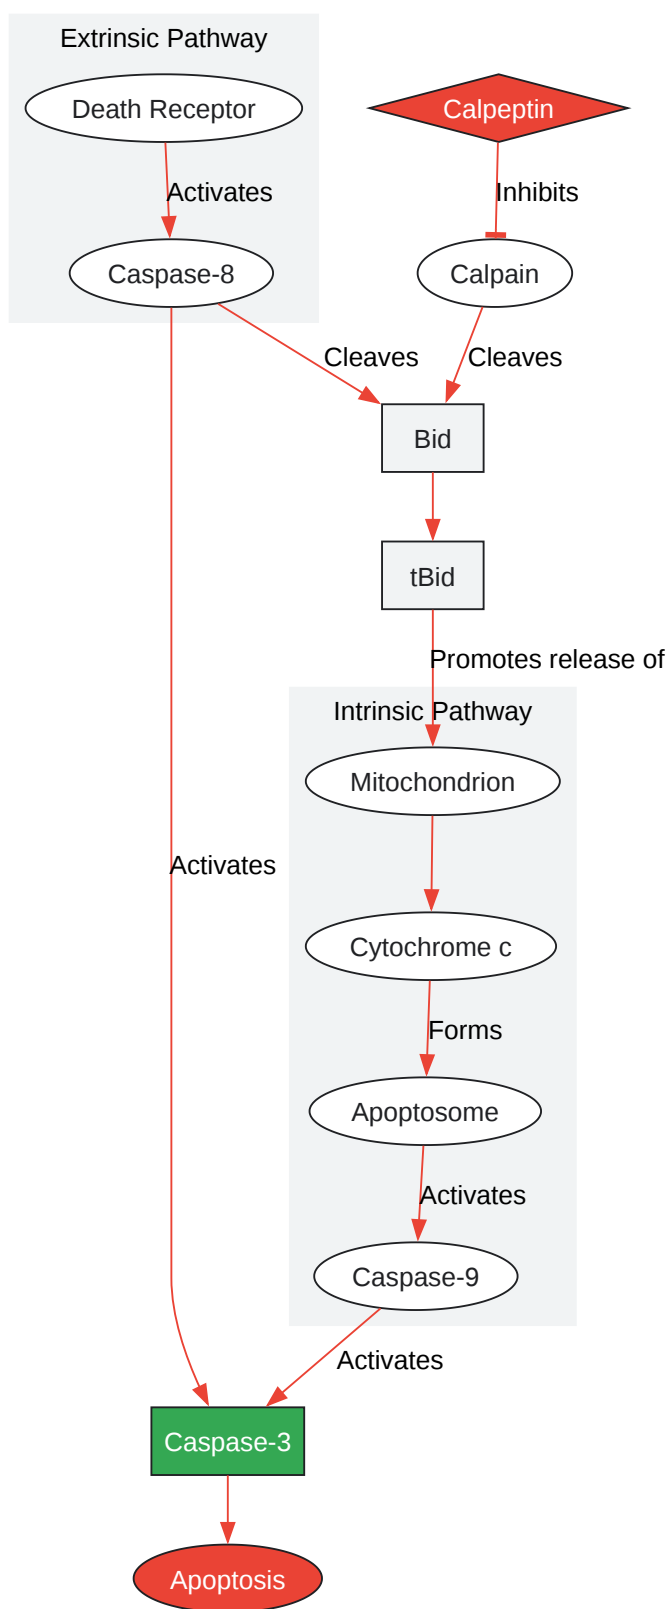 Extrinsic Pathway
Death Receptor
Calpeptin
Activates
Inhibits
Caspase-8
Calpain
Cleaves
Cleaves
Bid
tBid
Promotes release of
Intrinsic Pathway
Mitochondrion
Activates
Cytochrome c
Forms
Apoptosome
Activates
Caspase-9
Activates
Caspase-3
Apoptosis